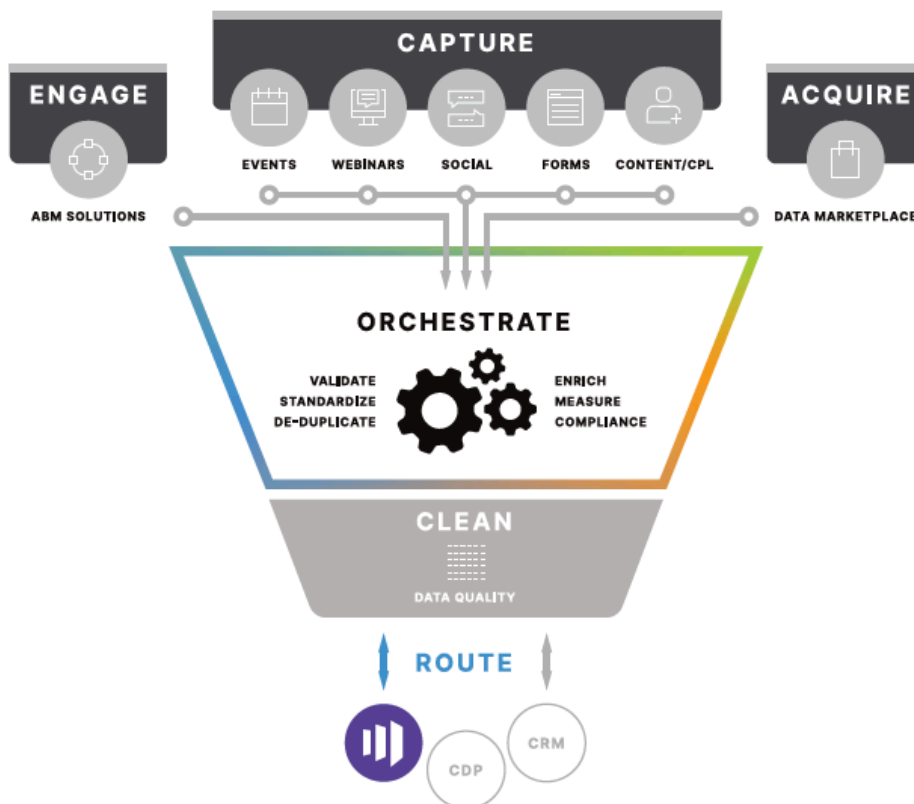 CAPTURE
ENGAGE
ACQUIRE
EVENTS
WEBINARS
SOCIAL
FORMS
CONTENT/CPL
ABM SOLUTIONS
DATA MARKETPLACE
ORCHESTRATE
VALIDATE
STANDARDIZE
DE-DUPLICATE
ENRICH
MEASURE
COMPLIANCE
CLEAN
DATA QUALITY
ROUTE
CRM
CDP